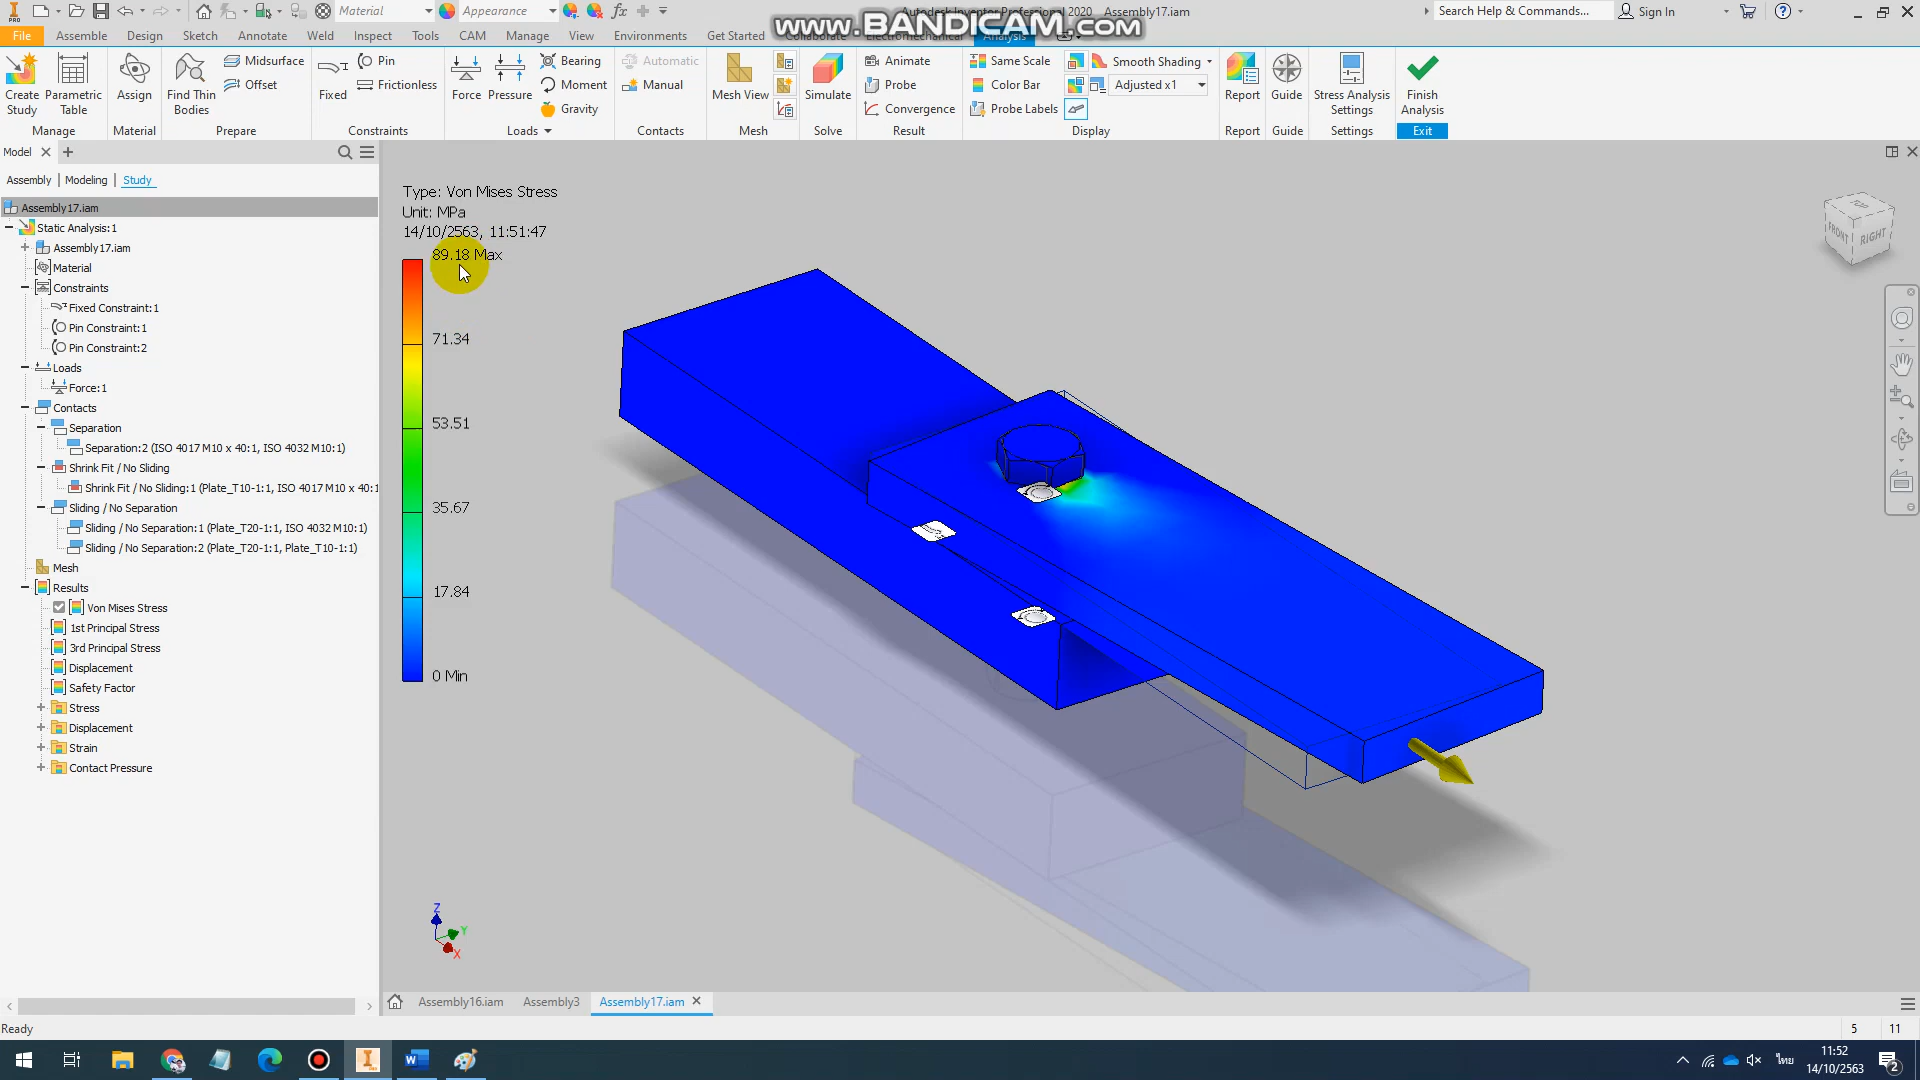 Material
Appearance
Autodesk Inventor Professional 2020 Assembly17.iam
www.BANDICAM.com
Search Help & Commands...
Sign In
File Assemble Design Sketch Annotate Weld Inspect Tools CAM Manage View Environments Get Started Collaborate Electromechanical Analysis
Create Study
Parametric Table
Manage
Assign
Material
Find Thin Bodies
Midsurface
Offset
Prepare
Fixed
Pin
Frictionless
Constraints
Force
Pressure
Bearing
Moment
Gravity
Loads
Automatic
Manual
Contacts
Mesh View
Mesh
Simulate
Solve
Animate
Probe
Convergence
Result
Same Scale
Color Bar
Probe Labels
Smooth Shading
Adjusted x1
Display
Report
Report
Guide
Guide
Stress Analysis Settings
Settings
Finish Analysis
Exit
Model
Assembly | Modeling | Study
Assembly17.iam
Static Analysis:1
Assembly17.iam
Material
Constraints
Fixed Constraint:1
Pin Constraint:1
Pin Constraint:2
Loads
Force:1
Contacts
Separation
Separation:2 (ISO 4017 M10 x 40:1, ISO 4032 M10:1)
Shrink Fit / No Sliding
Shrink Fit / No Sliding:1 (Plate_T10-1:1, ISO 4017 M10 x 40:1
Sliding / No Separation
Sliding / No Separation:1 (Plate_T20-1:1, ISO 4032 M10:1)
Sliding / No Separation:2 (Plate_T20-1:1, Plate_T10-1:1)
Mesh
Results
Von Mises Stress
1st Principal Stress
3rd Principal Stress
Displacement
Safety Factor
Stress
Displacement
Strain
Contact Pressure
Type: Von Mises Stress
Unit: MPa
14/10/2563, 11:51:47
89.18 Max
71.34
53.51
35.67
17.84
0 Min
FRONT
RIGHT
Z
Y
X
Assembly16.iam
Assembly3
Assembly17.iam
Ready
5 11
ไทย
11:52
14/10/2563
2